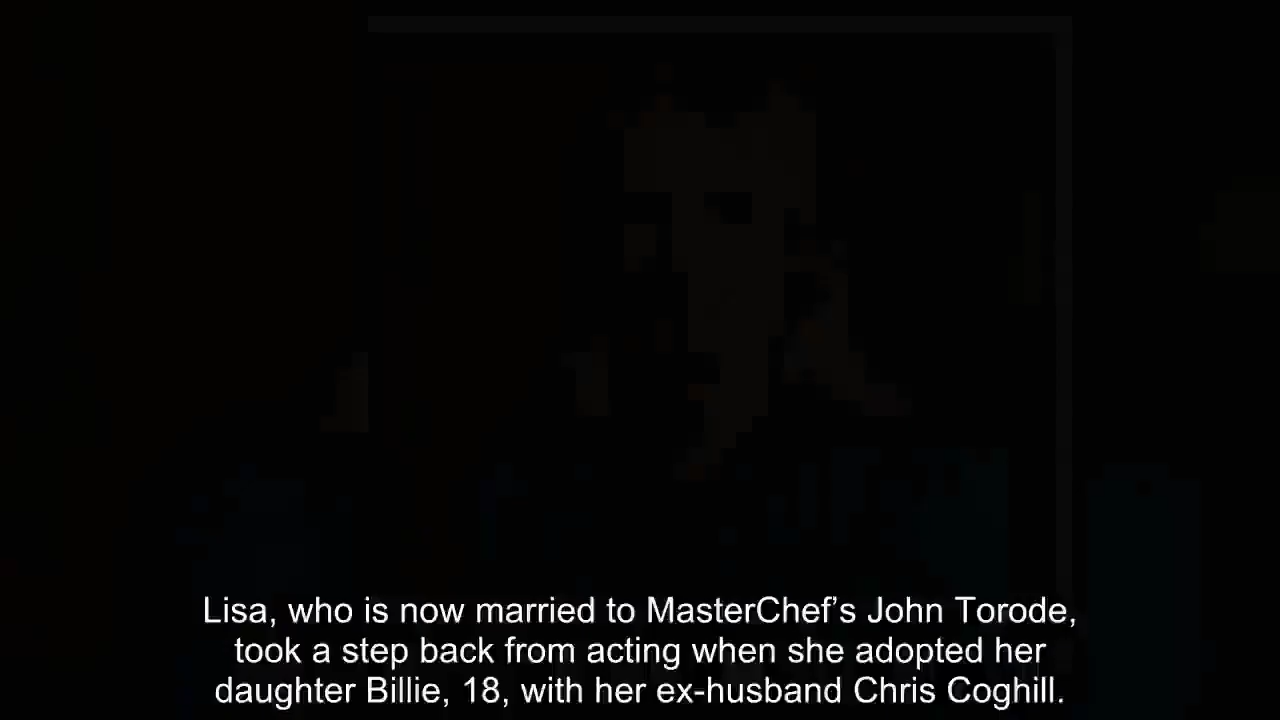 Lisa, who is now married to MasterChef’s John Torode,
took a step back from acting when she adopted her
daughter Billie, 18, with her ex-husband Chris Coghill.